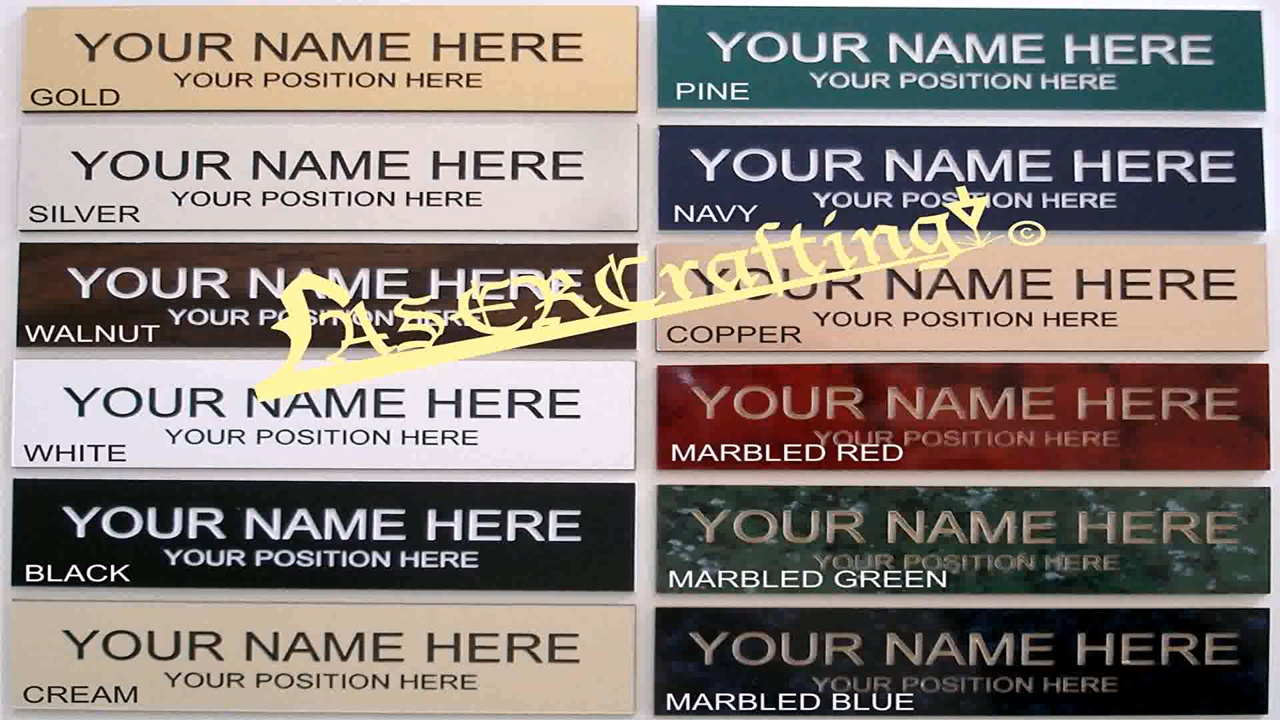 YOUR NAME HERE
YOUR POSITION HERE
GOLD
YOUR NAME HERE
YOUR POSITION HERE
SILVER
YOUR NAME HERE
YOUR POSITION HERE
WALNUT
YOUR NAME HERE
YOUR POSITION HERE
WHITE
YOUR NAME HERE
YOUR POSITION HERE
BLACK
YOUR NAME HERE
YOUR POSITION HERE
CREAM
YOUR NAME HERE
YOUR POSITION HERE
PINE
YOUR NAME HERE
YOUR POSITION HERE
NAVY
YOUR NAME HERE
YOUR POSITION HERE
COPPER
YOUR NAME HERE
YOUR POSITION HERE
MARBLED RED
YOUR NAME HERE
YOUR POSITION HERE
MARBLED GREEN
YOUR NAME HERE
YOUR POSITION HERE
MARBLED BLUE
LASERCrafting ©